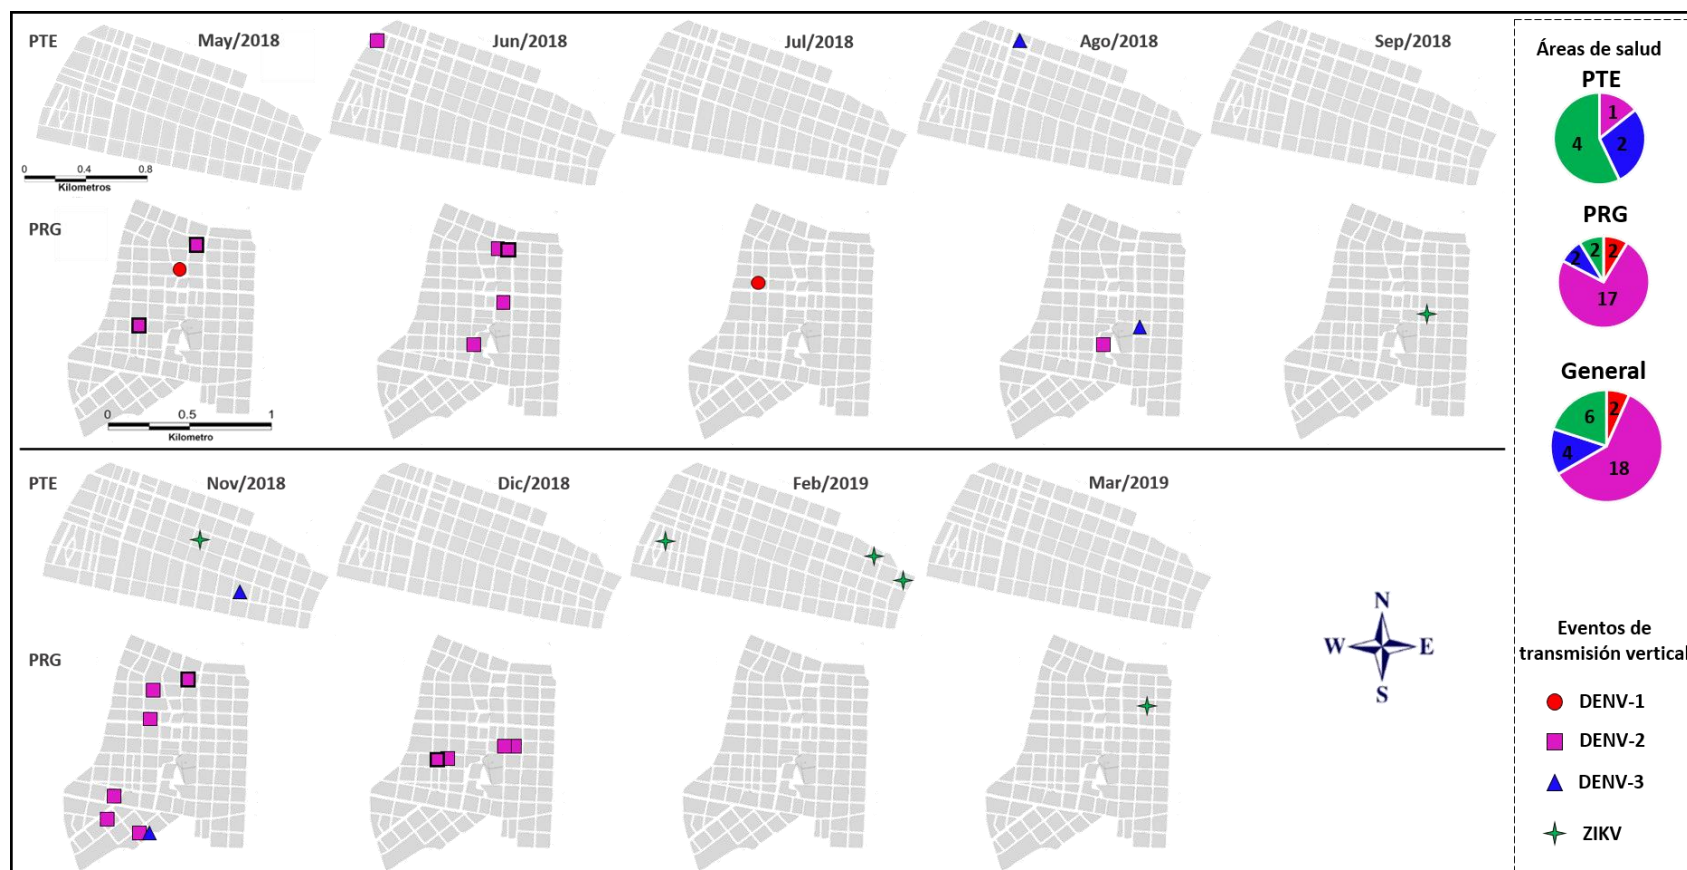 PTE
May/2018
Jun/2018
Jul/2018
Ago/2018
Sep/2018
0 0.4 0.8
Kilometros
PRG
0 0.5 1
Kilometro
PTE
Nov/2018
Dic/2018
Feb/2019
Mar/2019
PRG
N
W E
S
Áreas de salud
PTE
1
4 2
PRG
2 2 2
17
General
6 2
4
18
Eventos de
transmisión vertical
DENV-1
DENV-2
DENV-3
ZIKV